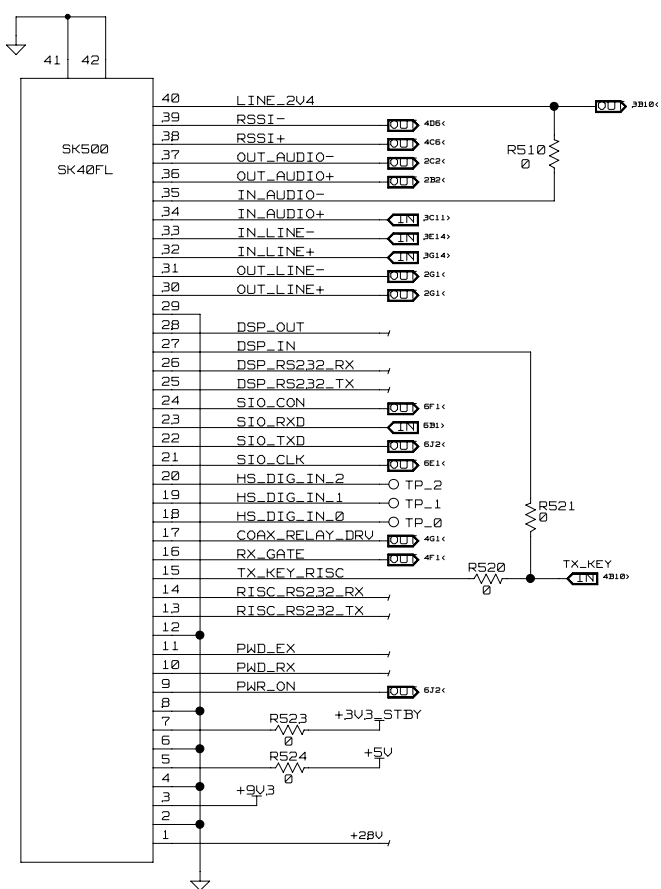 41 42
SK500
SK40FL
40 LINE_2V4 OUT 3B10<
39 RSSI- OUT 4D6<
38 RSSI+ OUT 4C6<
37 OUT_AUDIO- OUT 2C2<
36 OUT_AUDIO+ OUT 2B2<
R510
0
35 IN_AUDIO-
34 IN_AUDIO+ IN 3C11>
33 IN_LINE- IN 3E14>
32 IN_LINE+ IN 3G14>
31 OUT_LINE- OUT 2G1<
30 OUT_LINE+ OUT 2G1<
29
28 DSP_OUT
27 DSP_IN
26 DSP_RS232_RX
25 DSP_RS232_TX
24 SIO_CON OUT 6F1<
23 SIO_RXD IN 6B1>
22 SIO_TXD OUT 6J2<
21 SIO_CLK OUT 6E1<
20 HS_DIG_IN_2 TP_2
19 HS_DIG_IN_1 TP_1
18 HS_DIG_IN_0 TP_0
R521
0
17 COAX_RELAY_DRV OUT 4G1<
16 RX_GATE OUT 4F1<
15 TX_KEY_RISC R520 0 TX_KEY IN 4B10>
14 RISC_RS232_RX
13 RISC_RS232_TX
12
11 PWD_EX
10 PWD_RX
9 PWR_ON OUT 6J2<
8
7 R523 0 +3V3_STBY
6
5 R524 0 +5V
4
3 +9V3
2
1 +28V